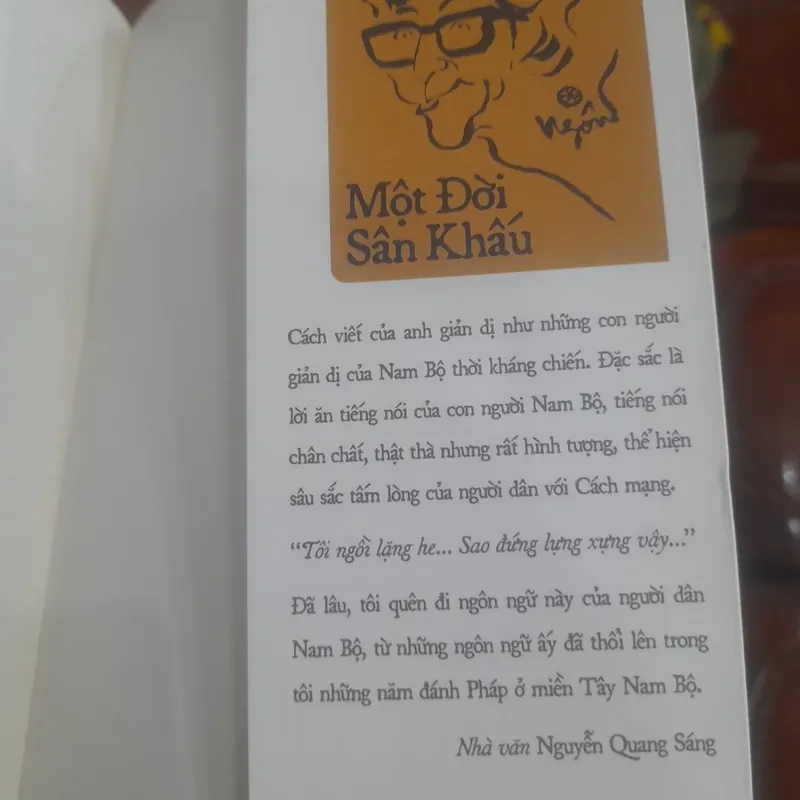 Ngôn
Một Đời
Sân Khấu
Cách viết của anh giản dị như những con người
giản dị của Nam Bộ thời kháng chiến. Đặc sắc là
lời ăn tiếng nói của con người Nam Bộ, tiếng nói
chân chất, thật thà nhưng rất hình tượng, thể hiện
sâu sắc tấm lòng của người dân với Cách mạng.
“Tôi ngồi lặng he... Sao đứng lựng xựng vậy...”
Đã lâu, tôi quên đi ngôn ngữ này của người dân
Nam Bộ, từ những ngôn ngữ ấy đã thổi lên trong
tôi những năm đánh Pháp ở miền Tây Nam Bộ.
Nhà văn Nguyễn Quang Sáng